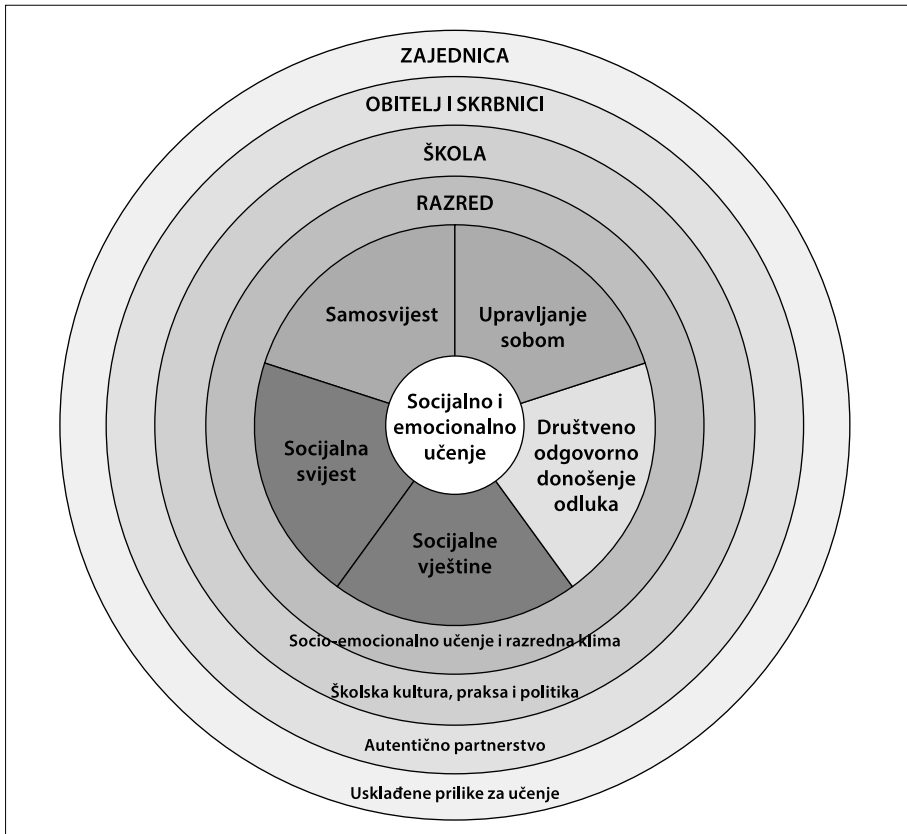 ZAJEDNICA
OBITELJ I SKRBNICI
ŠKOLA
RAZRED
Samosvijest
Upravljanje
sobom
Socijalno i
emocionalno
učenje
Društveno
odgovorno
donošenje
odluka
Socijalna
svijest
Socijalne
vještine
Socio-emocionalno učenje i razredna klima
Školska kultura, praksa i politika
Autentično partnerstvo
Usklađene prilike za učenje